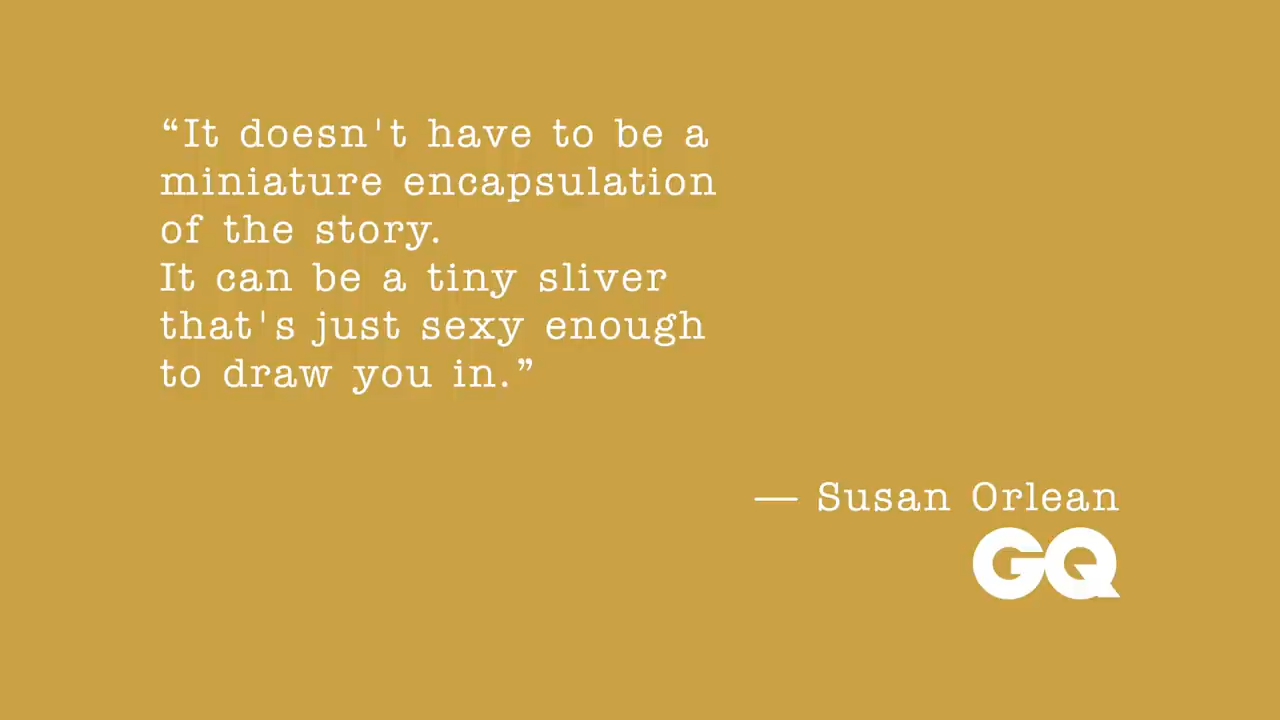 “It doesn't have to be a
miniature encapsulation
of the story.
It can be a tiny sliver
that's just sexy enough
to draw you in.”
— Susan Orlean
GQ